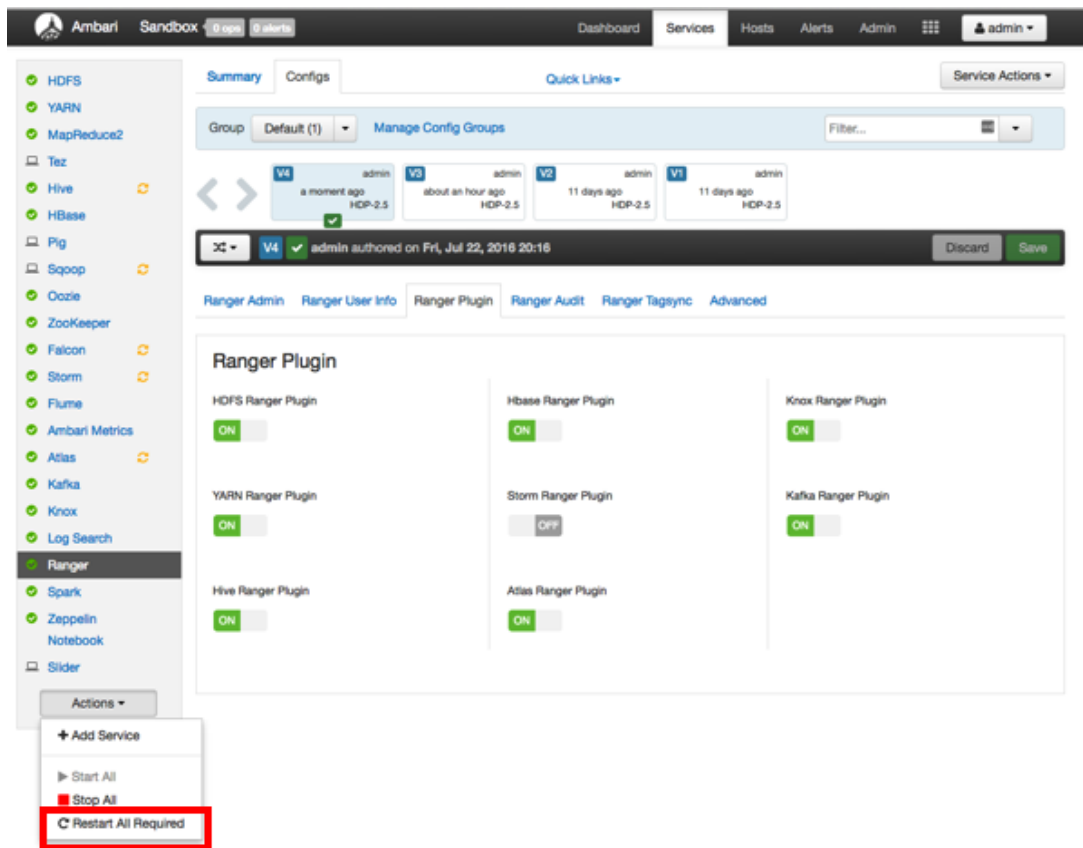 Ambari Sandbox 0 ops 0 alerts Dashboard Services Hosts Alerts Admin admin
HDFS
YARN
MapReduce2
Tez
Hive
HBase
Pig
Sqoop
Oozie
ZooKeeper
Falcon
Storm
Flume
Ambari Metrics
Atlas
Kafka
Knox
Log Search
Ranger
Spark
Zeppelin
Notebook
Slider
Actions
Add Service
Start All
Stop All
Restart All Required
Summary Configs Quick Links Service Actions
Group Default (1) Manage Config Groups Filter...
V4 admin
a moment ago
HDP-2.5
V3 admin
about an hour ago
HDP-2.5
V2 admin
11 days ago
HDP-2.5
V1 admin
11 days ago
HDP-2.5
V4 admin authored on Fri, Jul 22, 2016 20:16 Discard Save
Ranger Admin Ranger User Info Ranger Plugin Ranger Audit Ranger Tagsync Advanced
Ranger Plugin
HDFS Ranger Plugin Hbase Ranger Plugin Knox Ranger Plugin
ON ON ON
YARN Ranger Plugin Storm Ranger Plugin Kafka Ranger Plugin
ON OFF ON
Hive Ranger Plugin Atlas Ranger Plugin
ON ON